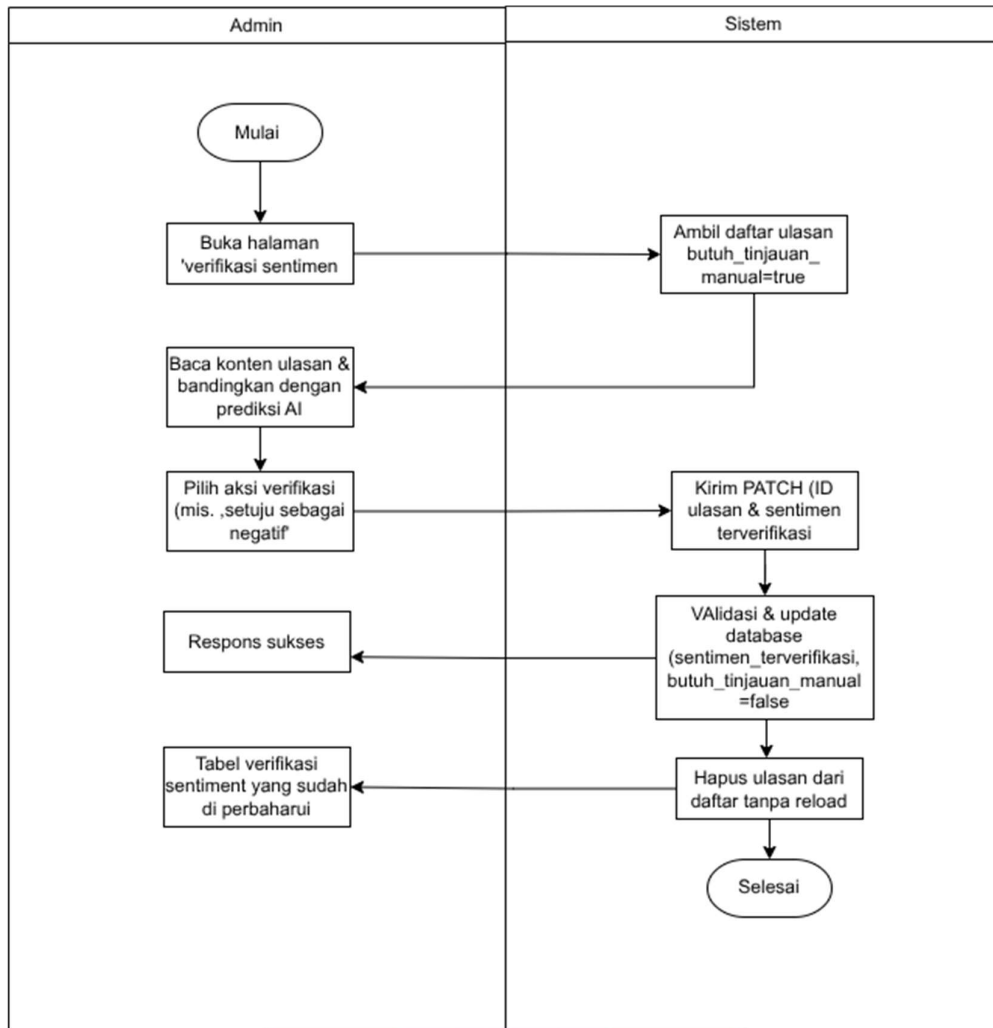 Admin
Sistem
Mulai
Buka halaman
'verifikasi sentimen
Ambil daftar ulasan
butuh_tinjauan_
manual=true
Baca konten ulasan &
bandingkan dengan
prediksi AI
Pilih aksi verifikasi
(mis. ,setuju sebagai
negatif'
Kirim PATCH (ID
ulasan & sentimen
terverifikasi
VAlidasi & update
database
(sentimen_terverifikasi,
butuh_tinjauan_manual
=false
Respons sukses
Hapus ulasan dari
daftar tanpa reload
Tabel verifikasi
sentiment yang sudah
di perbaharui
Selesai